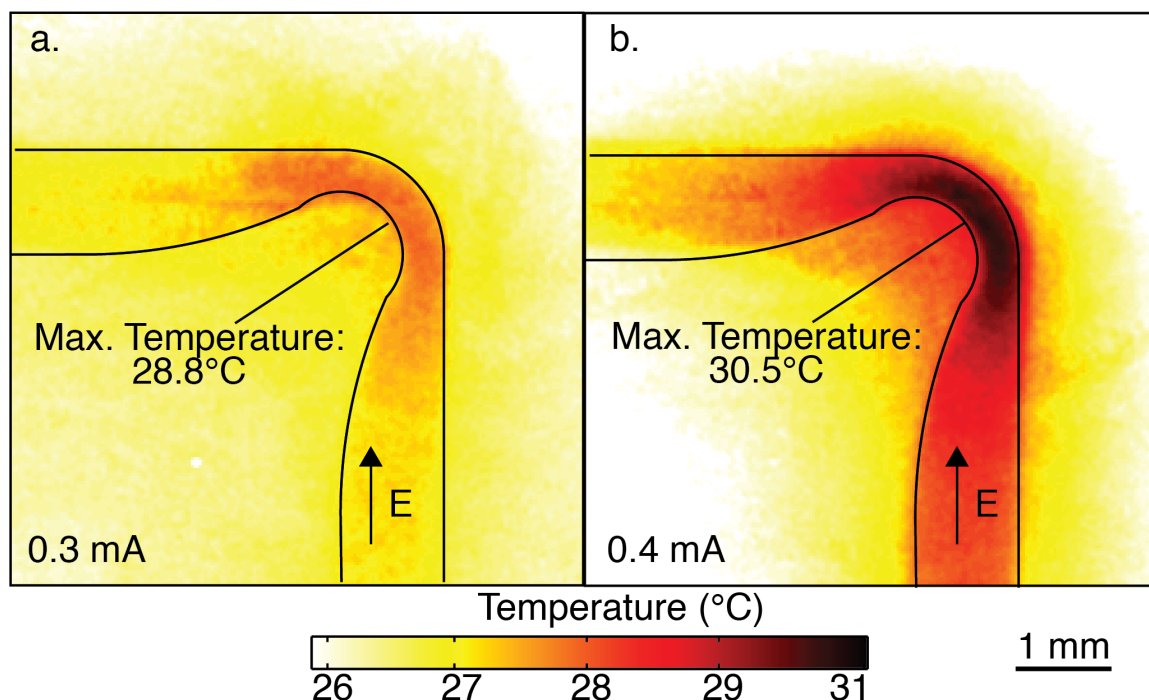 a.
Max. Temperature:
28.8°C
E
0.3 mA
b.
Max. Temperature:
30.5°C
E
0.4 mA
Temperature (°C)
26 27 28 29 31
1 mm